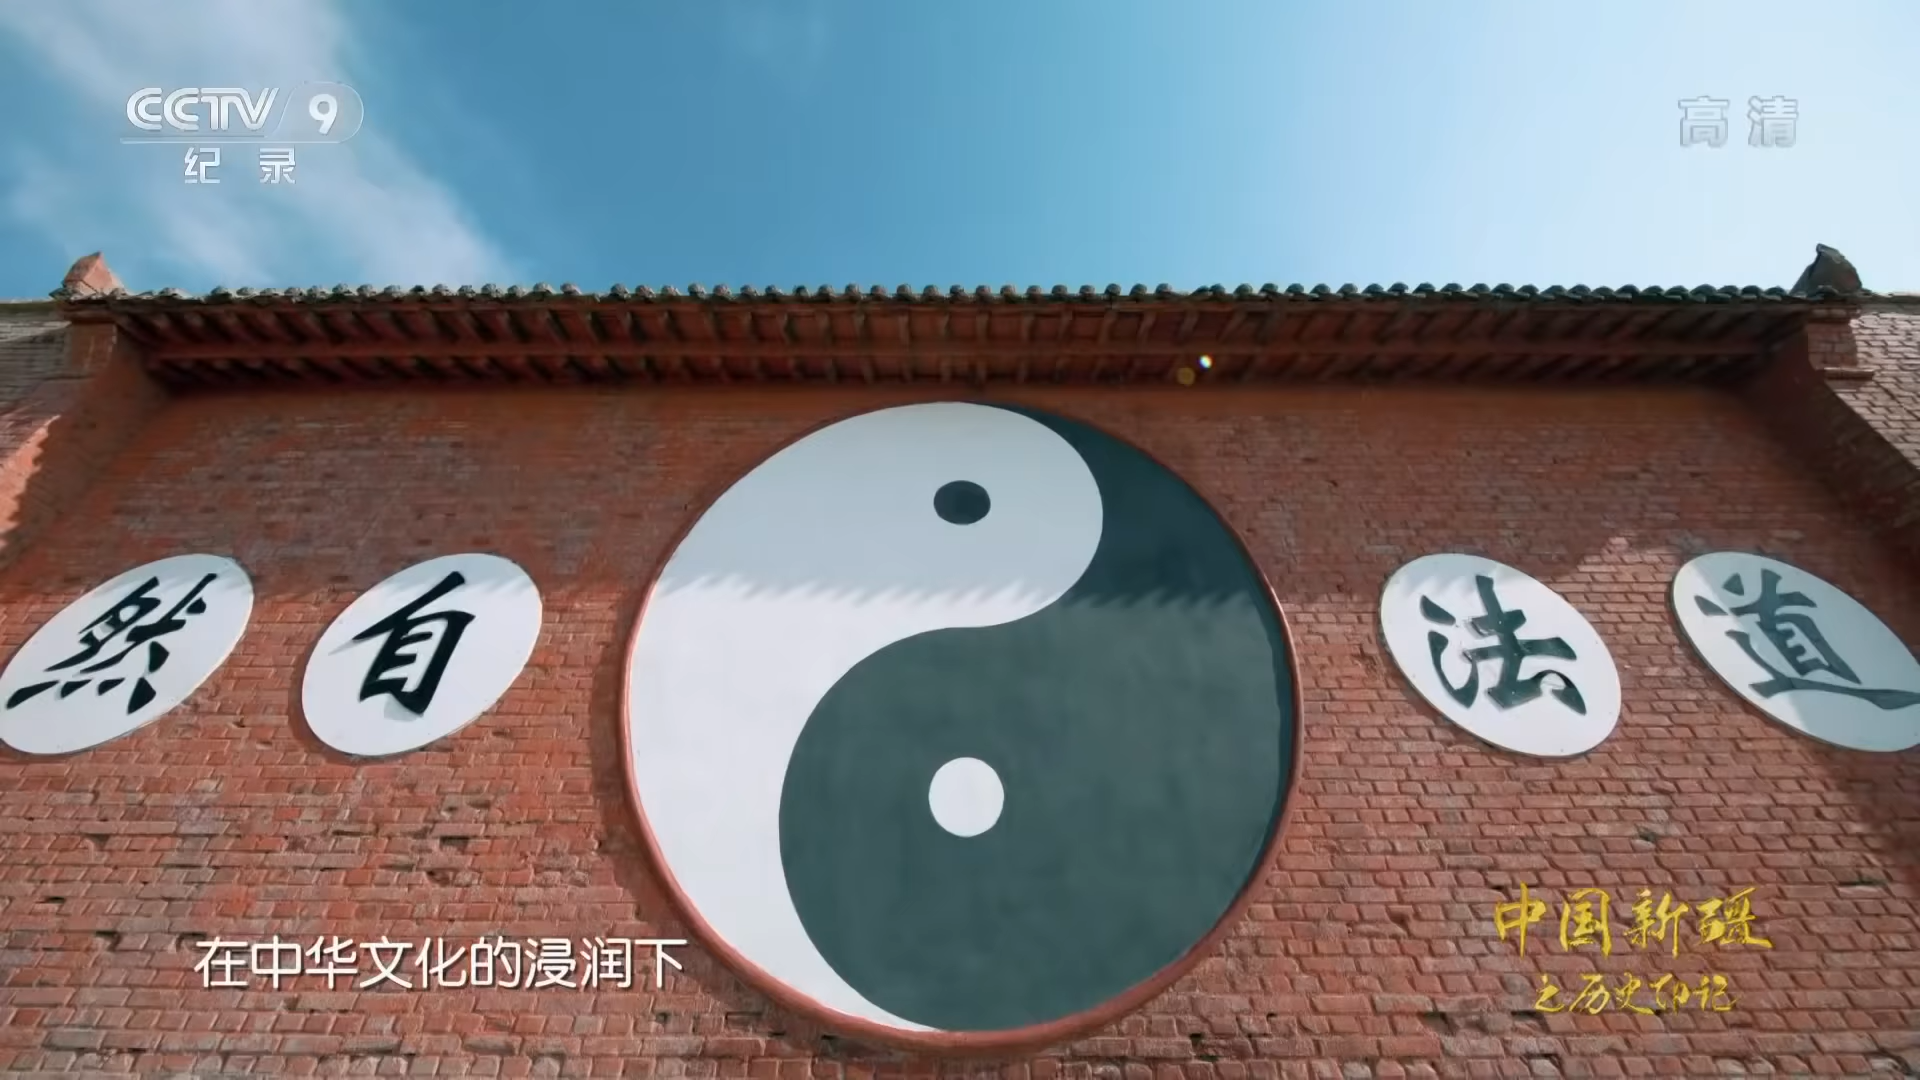 CCTV 9
纪录
高清
道法自然
在中华文化的浸润下
中国新疆
之历史印记